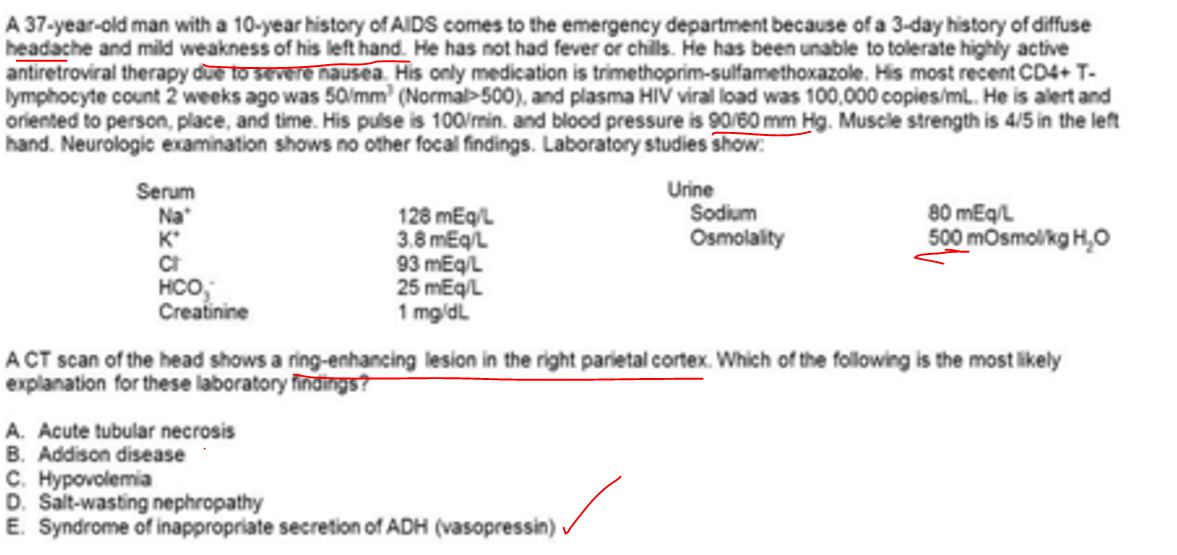 A 37-year-old man with a 10-year history of AIDS comes to the emergency department because of a 3-day history of diffuse
headache and mild weakness of his left hand. He has not had fever or chills. He has been unable to tolerate highly active
antiretroviral therapy due to severe nausea. His only medication is trimethoprim-sulfamethoxazole. His most recent CD4+ T-
lymphocyte count 2 weeks ago was 50/mm³ (Normal>500), and plasma HIV viral load was 100,000 copies/mL. He is alert and
oriented to person, place, and time. His pulse is 100/min. and blood pressure is 90/60 mm Hg. Muscle strength is 4/5 in the left
hand. Neurologic examination shows no other focal findings. Laboratory studies show:
Serum Urine
Na⁺ 128 mEq/L Sodium 80 mEq/L
K⁺ 3.8 mEq/L Osmolality 500 mOsmol/kg H₂O
Cl⁻ 93 mEq/L
HCO₃⁻ 25 mEq/L
Creatinine 1 mg/dL
A CT scan of the head shows a ring-enhancing lesion in the right parietal cortex. Which of the following is the most likely
explanation for these laboratory findings?
A. Acute tubular necrosis
B. Addison disease
C. Hypovolemia
D. Salt-wasting nephropathy
E. Syndrome of inappropriate secretion of ADH (vasopressin)